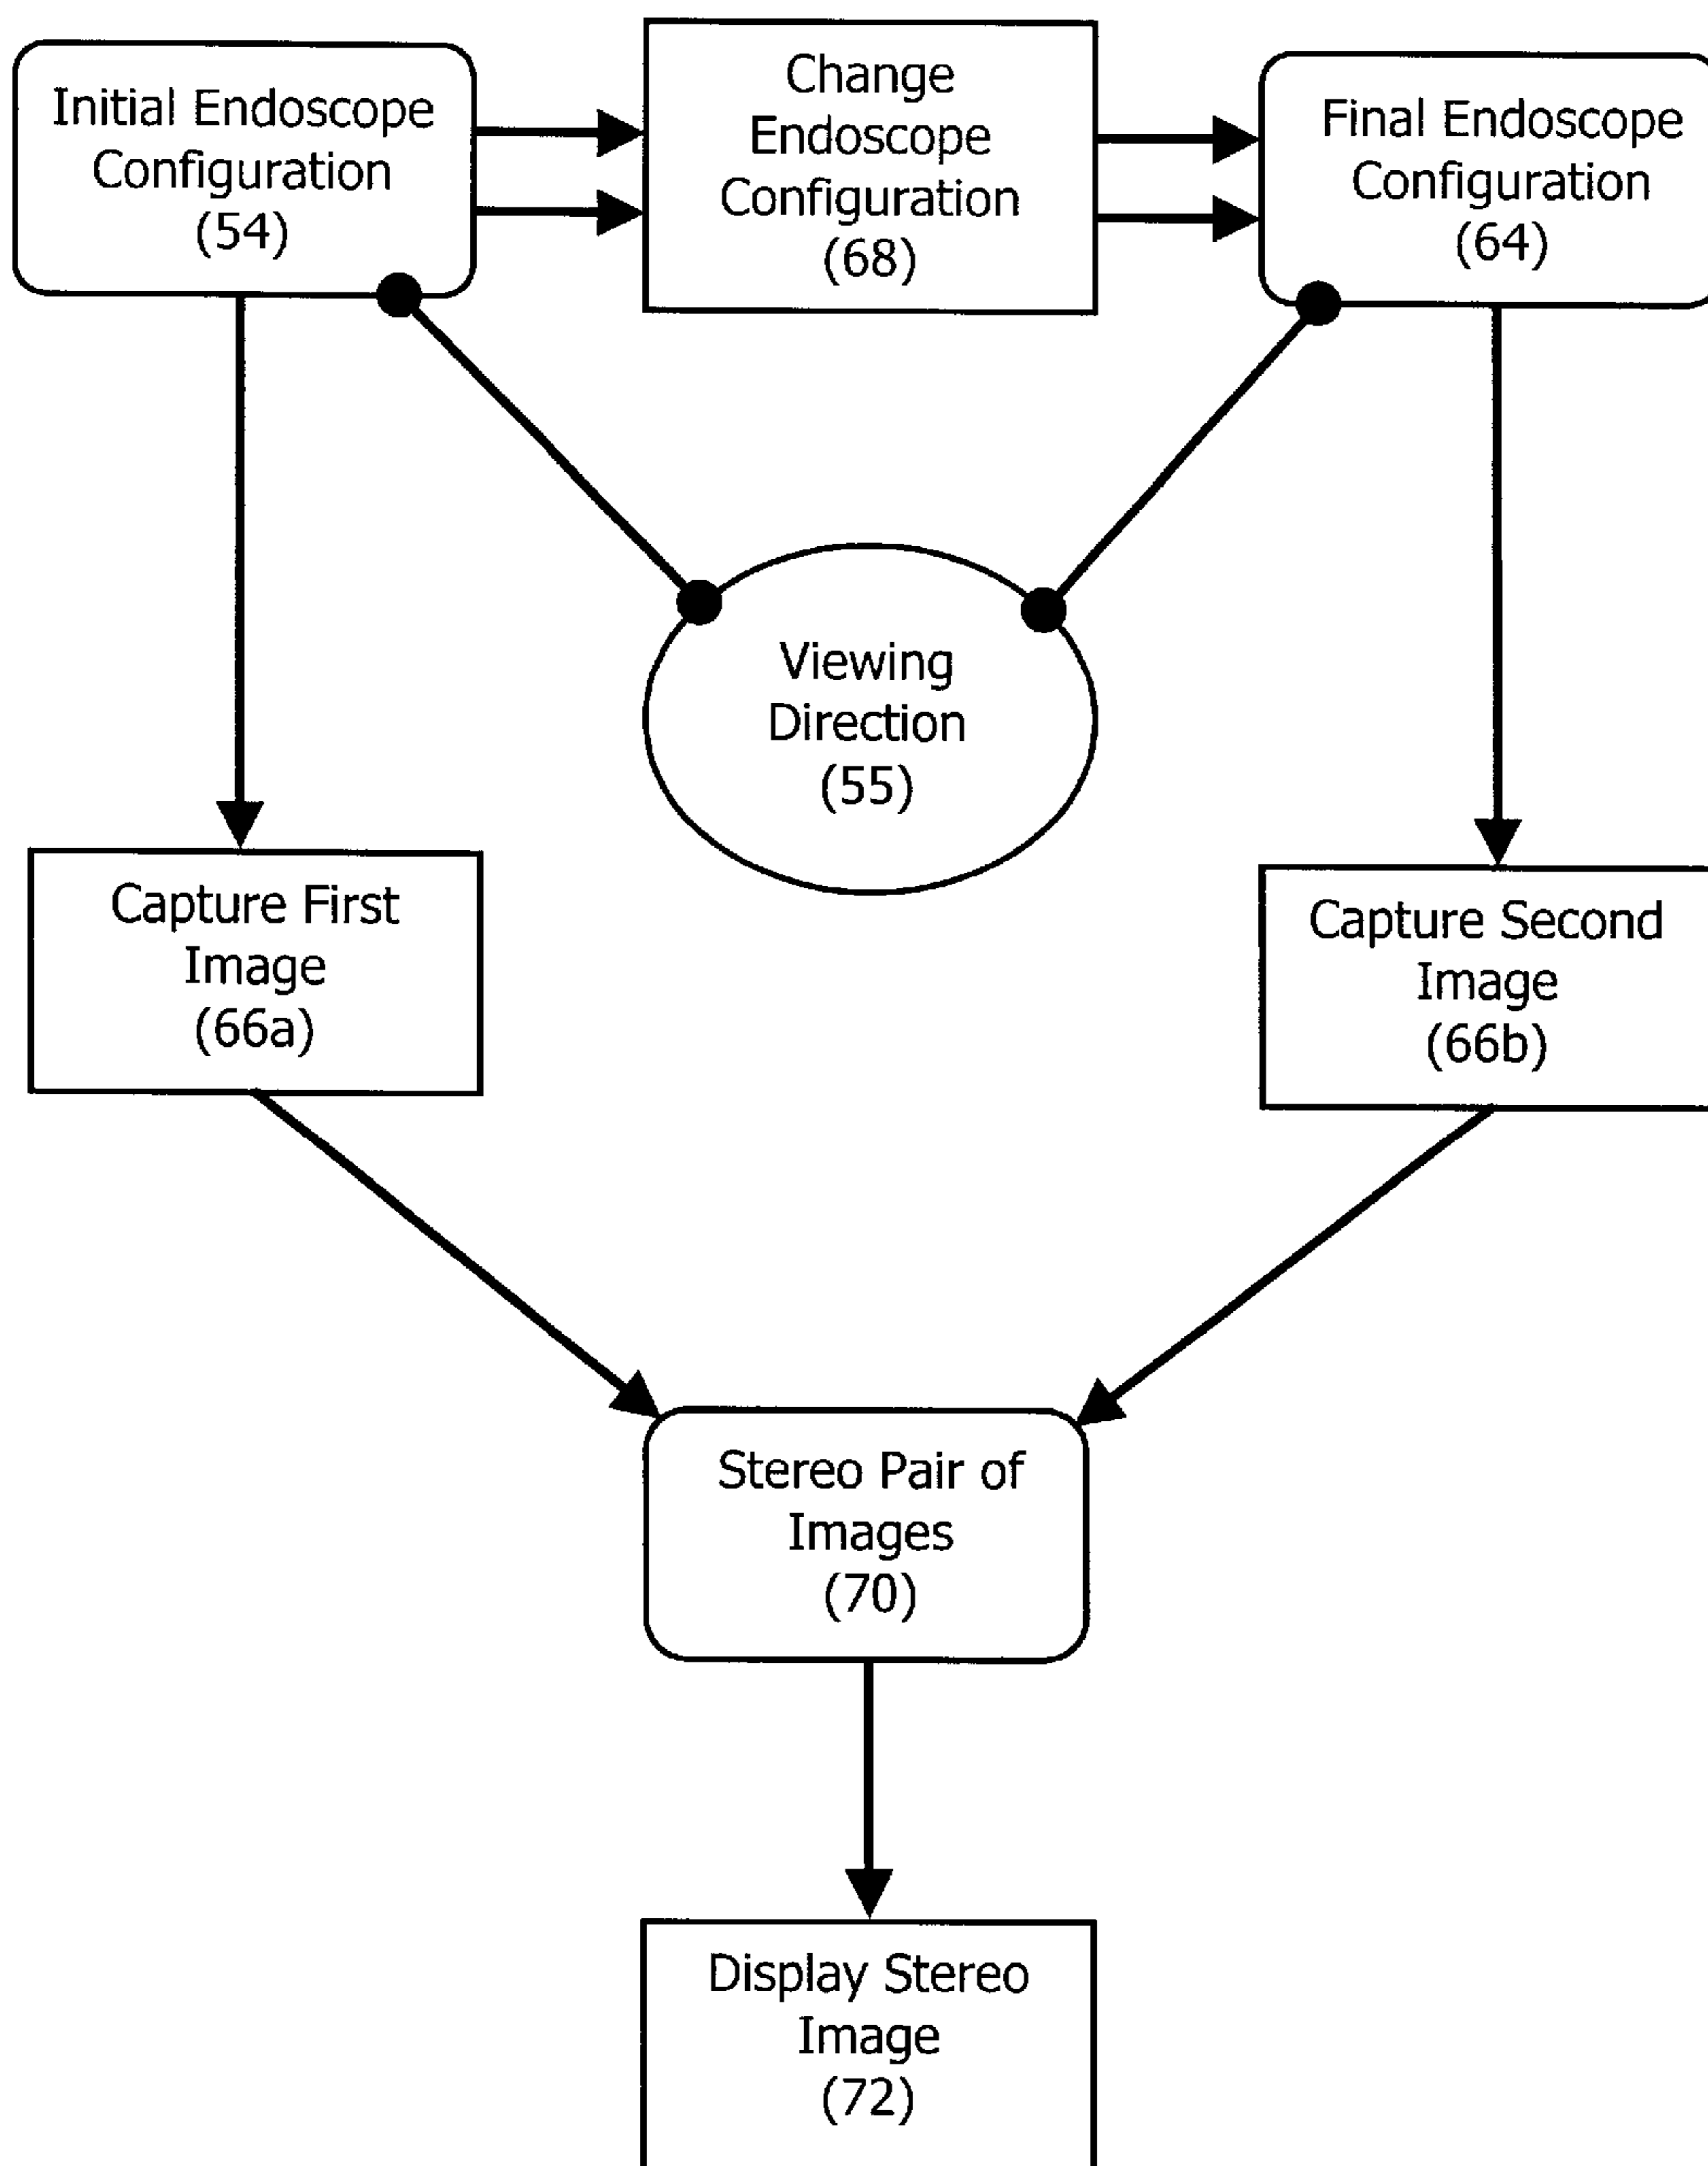 Initial Endoscope
Configuration
(54)
Change
Endoscope
Configuration
(68)
Final Endoscope
Configuration
(64)
Viewing
Direction
(55)
Capture First
Image
(66a)
Capture Second
Image
(66b)
Stereo Pair of
Images
(70)
Display Stereo
Image
(72)